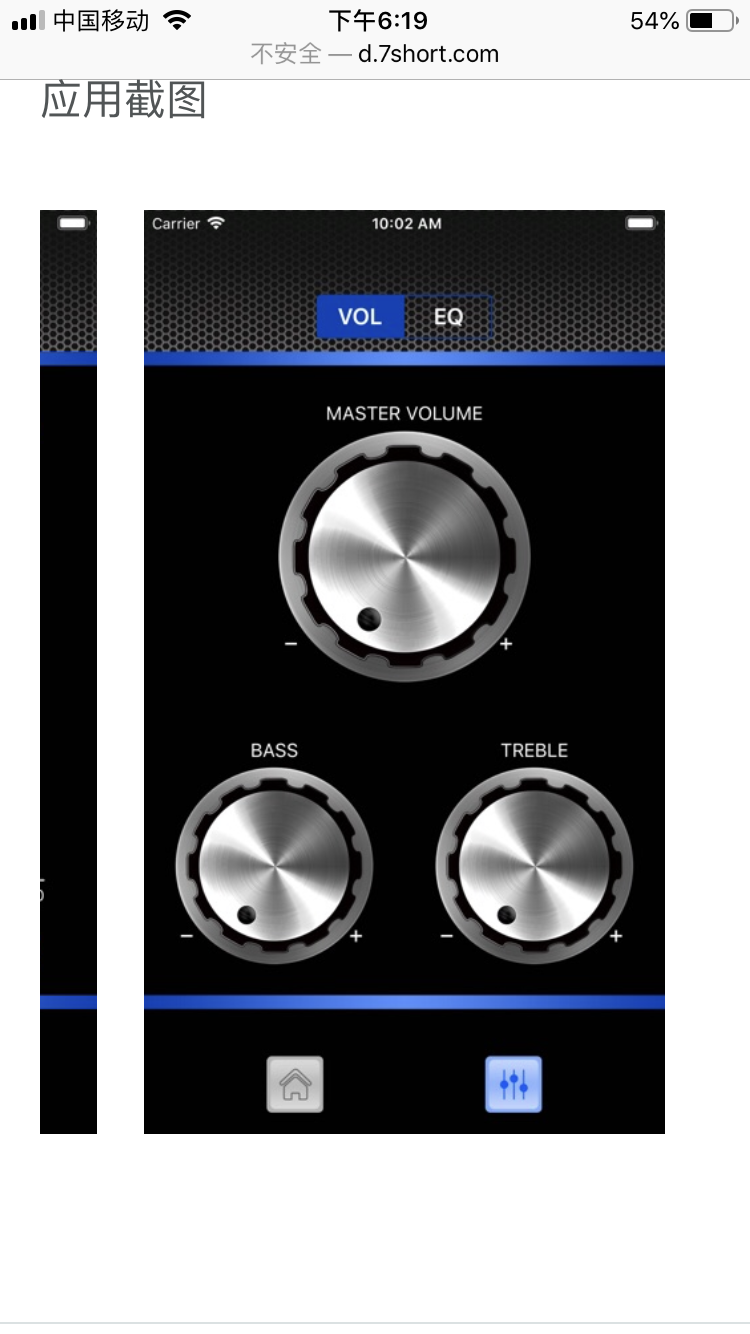 中国移动 下午6:19 54%
不安全 — d.7short.com
应用截图
Carrier 10:02 AM
VOL EQ
MASTER VOLUME
− +
BASS TREBLE
− + − +